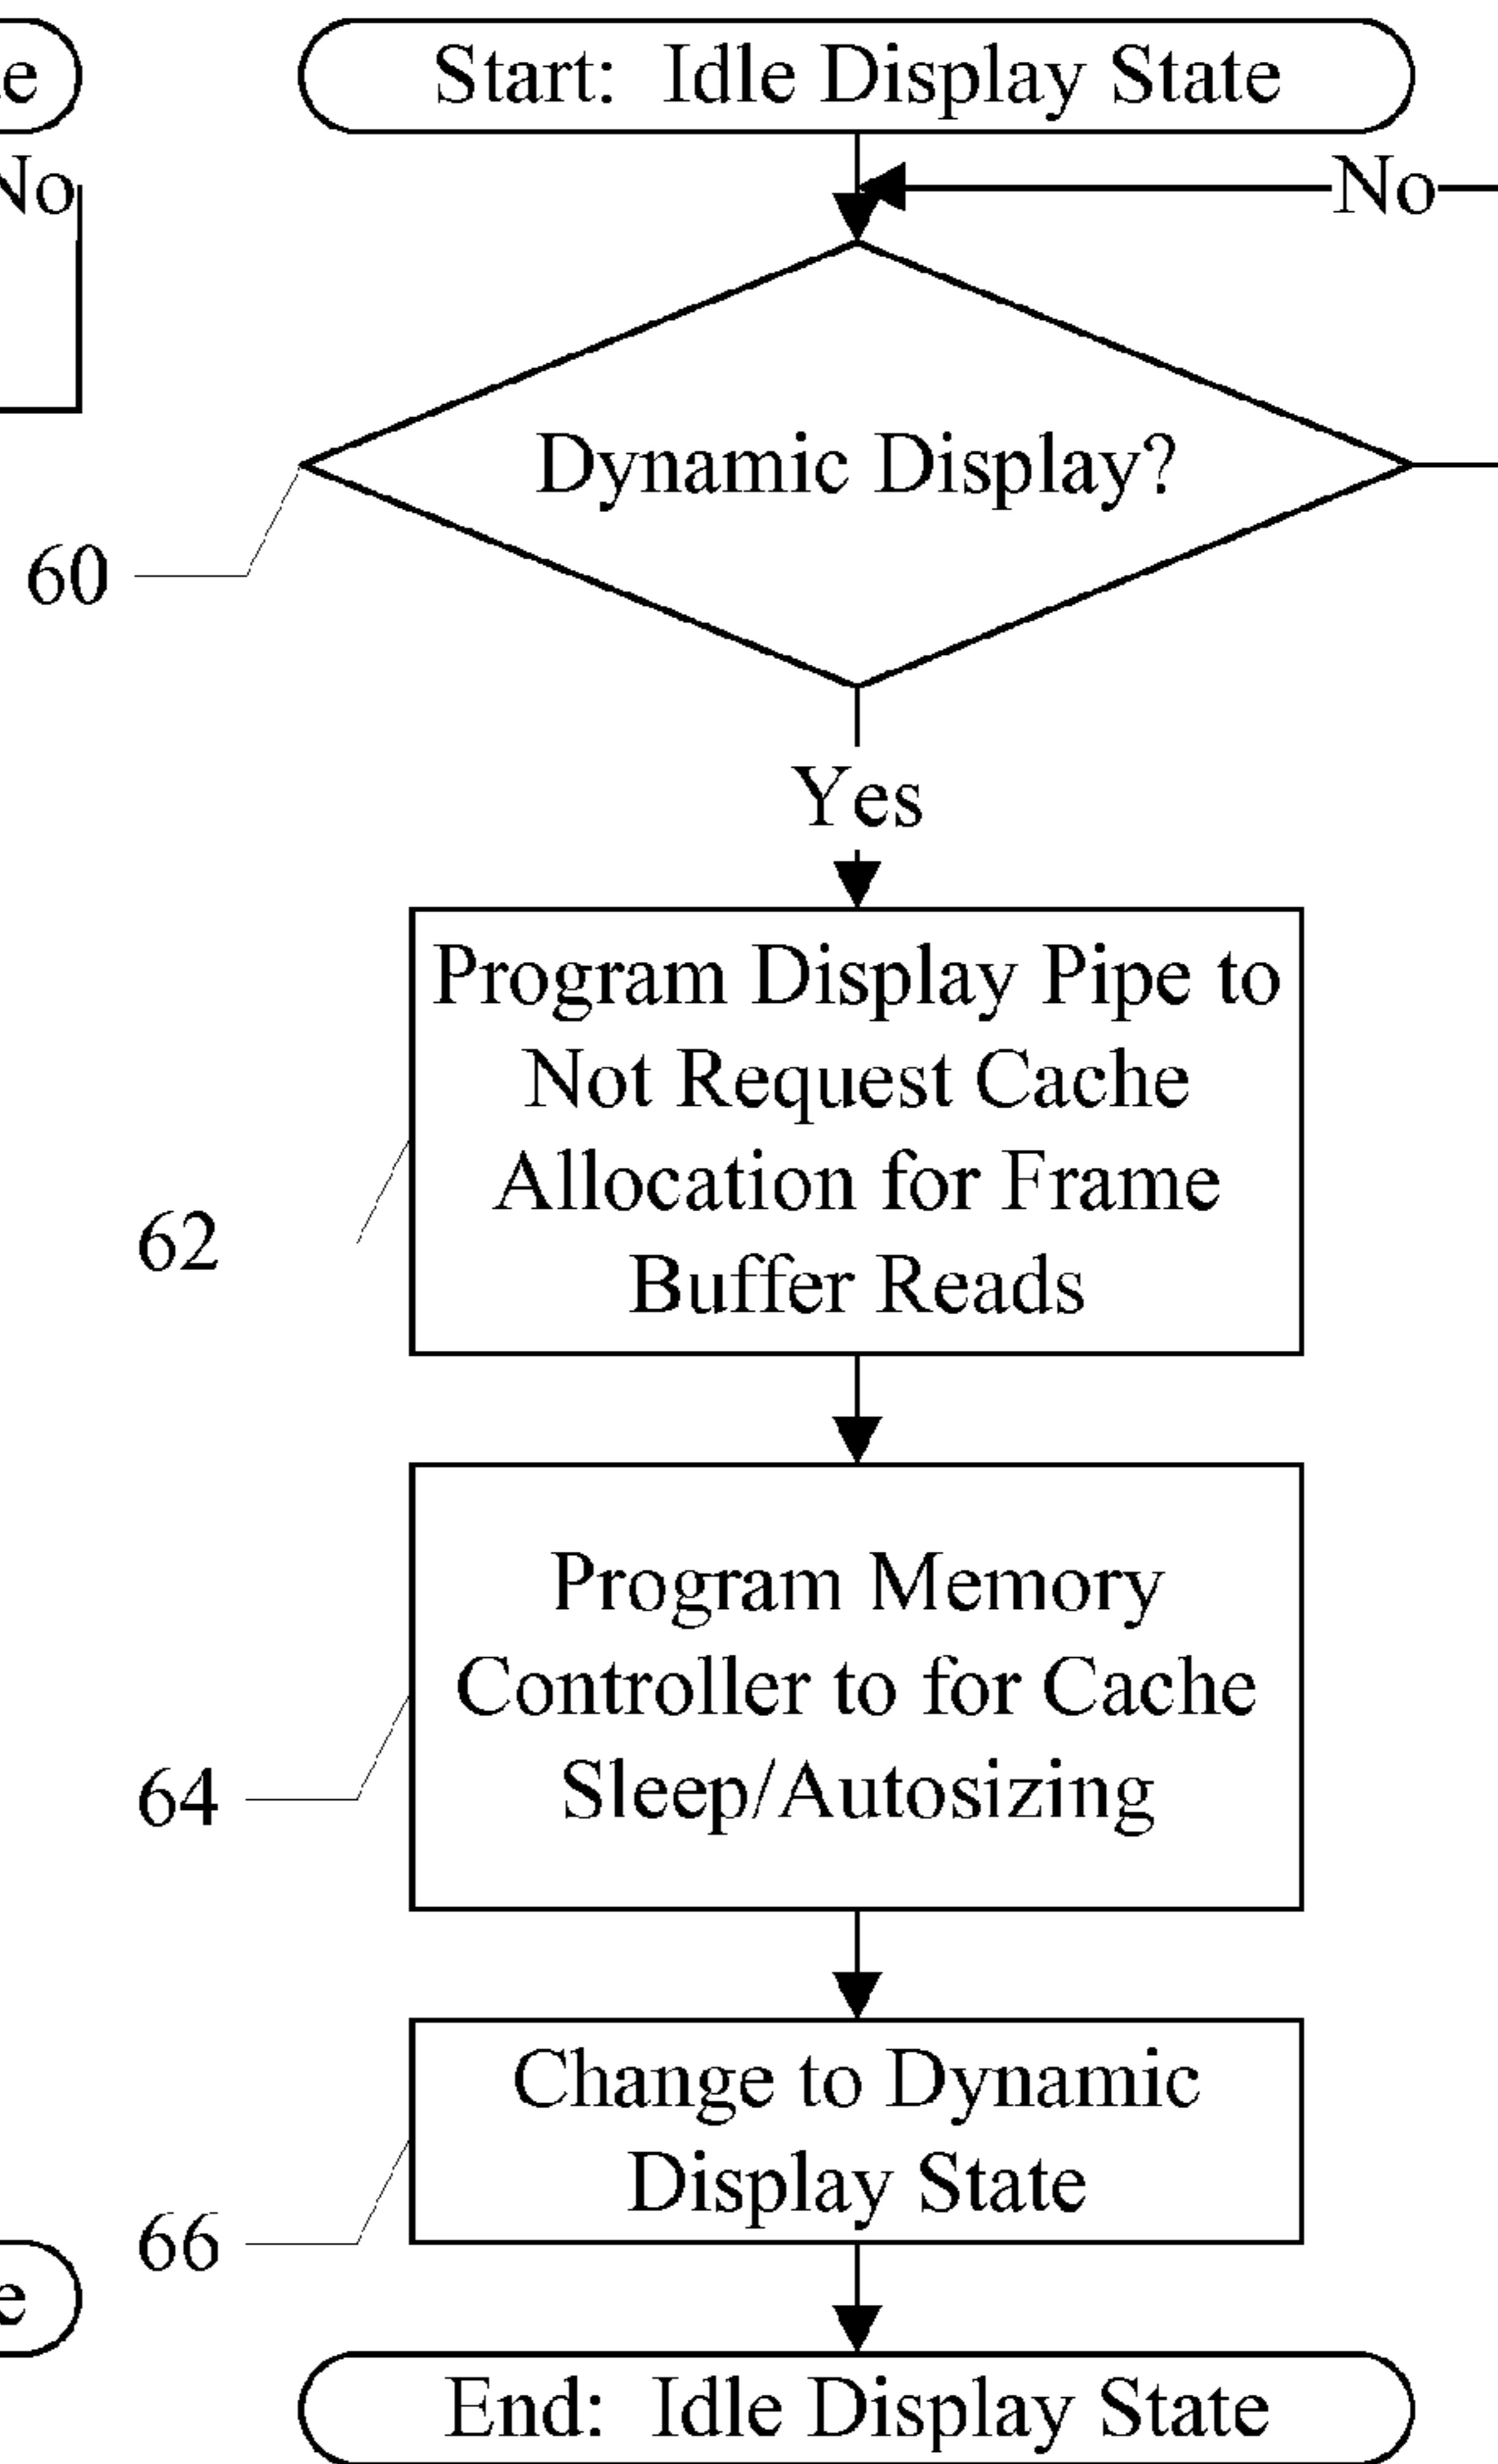 Start: Idle Display State
No
Dynamic Display?
60
Yes
Program Display Pipe to
Not Request Cache
Allocation for Frame
Buffer Reads
62
Program Memory
Controller to for Cache
Sleep/Autosizing
64
Change to Dynamic
Display State
66
End: Idle Display State
No